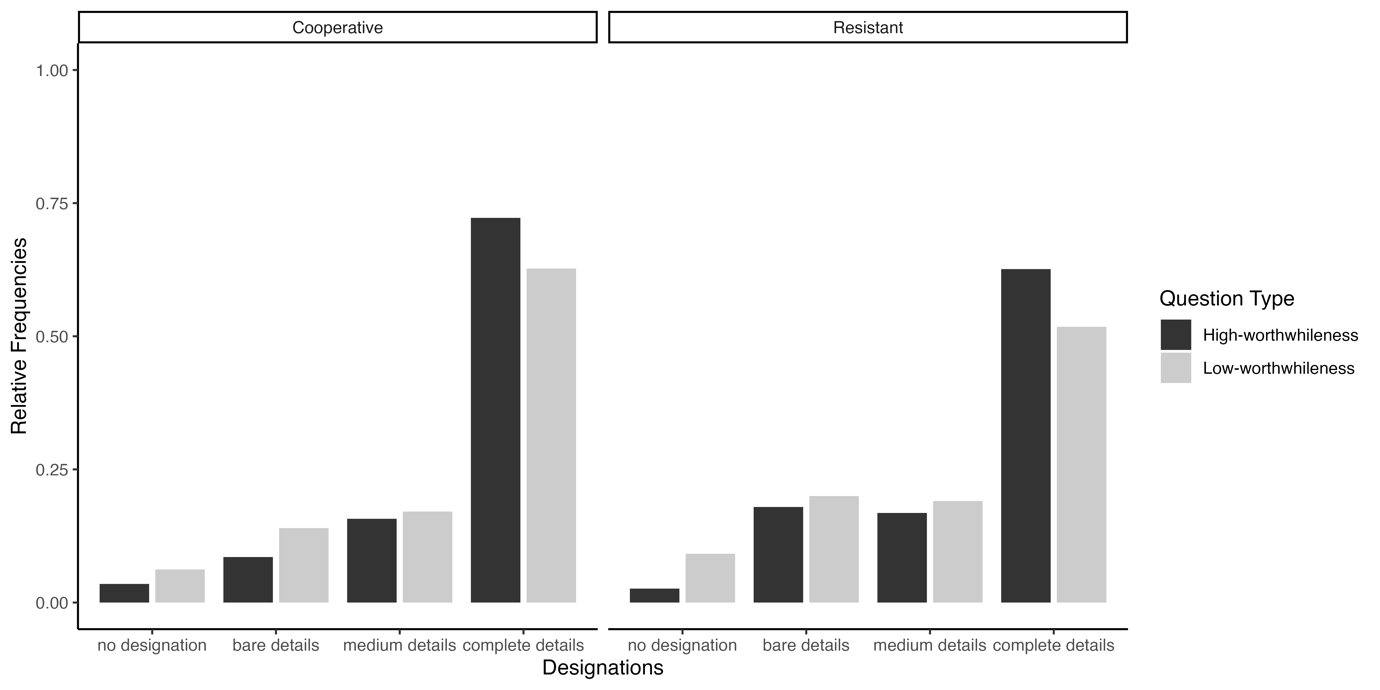 Cooperative
Resistant
1.00
0.75
0.50
0.25
0.00
Relative Frequencies
no designation bare details medium details complete details
no designation bare details medium details complete details
Designations
Question Type
High-worthwhileness
Low-worthwhileness